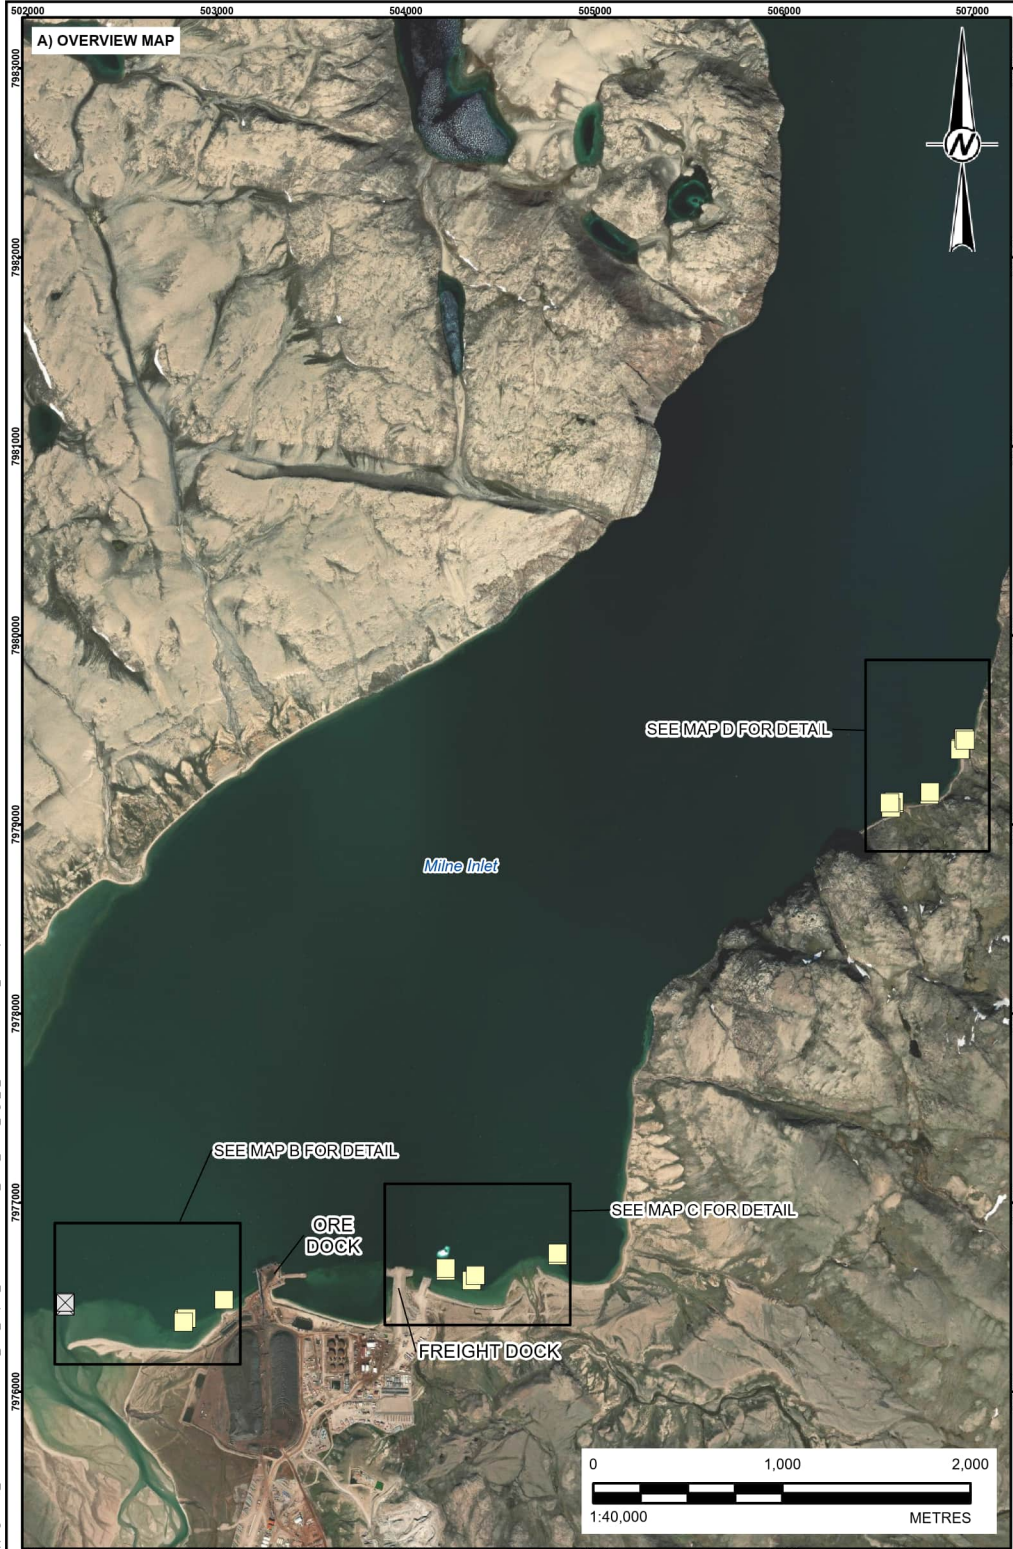 502000 503000 504000 505000 506000 507000
A) OVERVIEW MAP
N
7983000
7982000
7981000
7980000
7979000
7978000
7977000
7976000
SEE MAP D FOR DETAIL
Milne Inlet
SEE MAP B FOR DETAIL
SEE MAP C FOR DETAIL
ORE
DOCK
FREIGHT DOCK
0 1,000 2,000
1:40,000 METRES